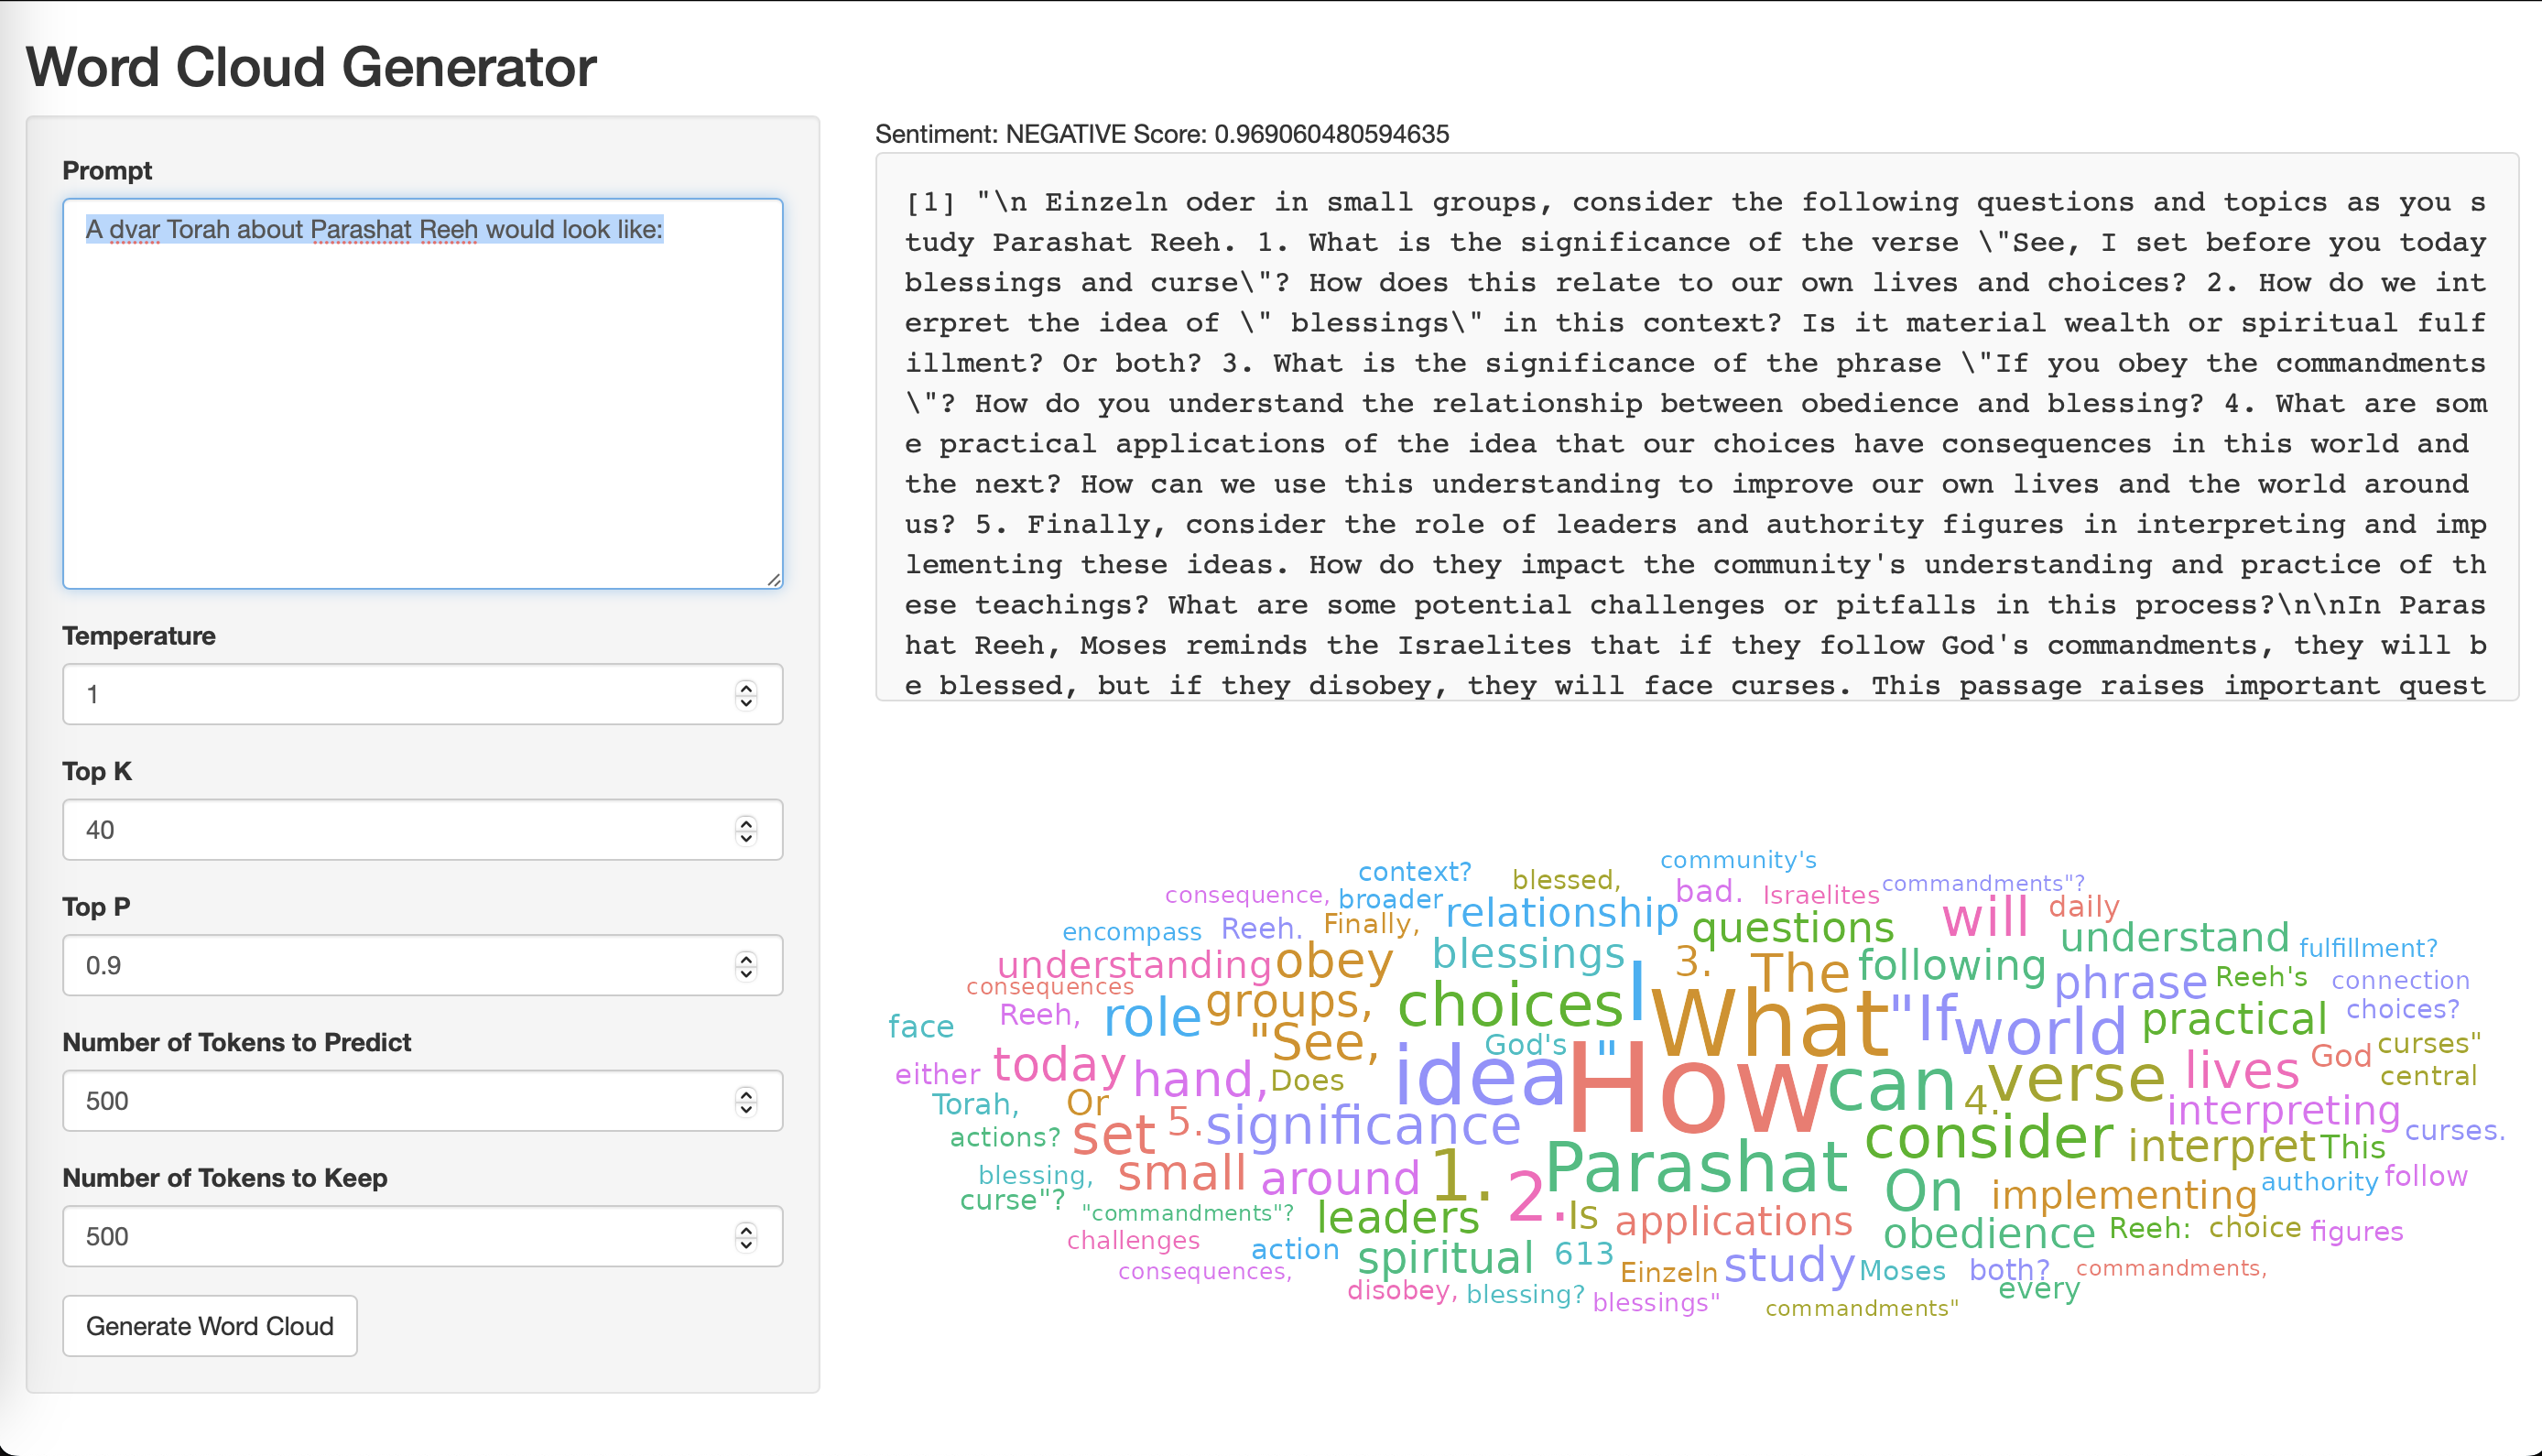 Word Cloud Generator
Prompt
A dvar Torah about Parashat Reeh would look like:
Temperature
1
Top K
40
Top P
0.9
Number of Tokens to Predict
500
Number of Tokens to Keep
500
Generate Word Cloud
Sentiment: NEGATIVE Score: 0.969060480594635
[1] "\n Einzeln oder in small groups, consider the following questions and topics as you s
tudy Parashat Reeh. 1. What is the significance of the verse \"See, I set before you today
blessings and curse\"? How does this relate to our own lives and choices? 2. How do we int
erpret the idea of \" blessings\" in this context? Is it material wealth or spiritual fulf
illment? Or both? 3. What is the significance of the phrase \"If you obey the commandments
\"? How do you understand the relationship between obedience and blessing? 4. What are som
e practical applications of the idea that our choices have consequences in this world and
the next? How can we use this understanding to improve our own lives and the world around
us? 5. Finally, consider the role of leaders and authority figures in interpreting and imp
lementing these ideas. How do they impact the community's understanding and practice of th
ese teachings? What are some potential challenges or pitfalls in this process?\n\nIn Paras
hat Reeh, Moses reminds the Israelites that if they follow God's commandments, they will b
e blessed, but if they disobey, they will face curses. This passage raises important quest
context? blessed, community's
consequence, broader relationship bad. Israelites commandments"?
encompass Reeh. Finally, questions will daily
understanding obey blessings 3. The following understand fulfillment?
consequences groups, choices I What "If phrase Reeh's connection
face Reeh, role "See, God's " world practical choices?
either today hand, Does idea How can 4. verse lives God curses"
Torah, Or central
actions? set 5. significance consider interpreting curses.
blessing, small around 1. Parashat interpret This
curse"? "commandments"? leaders 2. Is applications On implementing authority follow
challenges action spiritual 613 obedience Reeh: choice figures
consequences, Einzeln study Moses both? commandments,
disobey, blessing? blessings" commandments" every